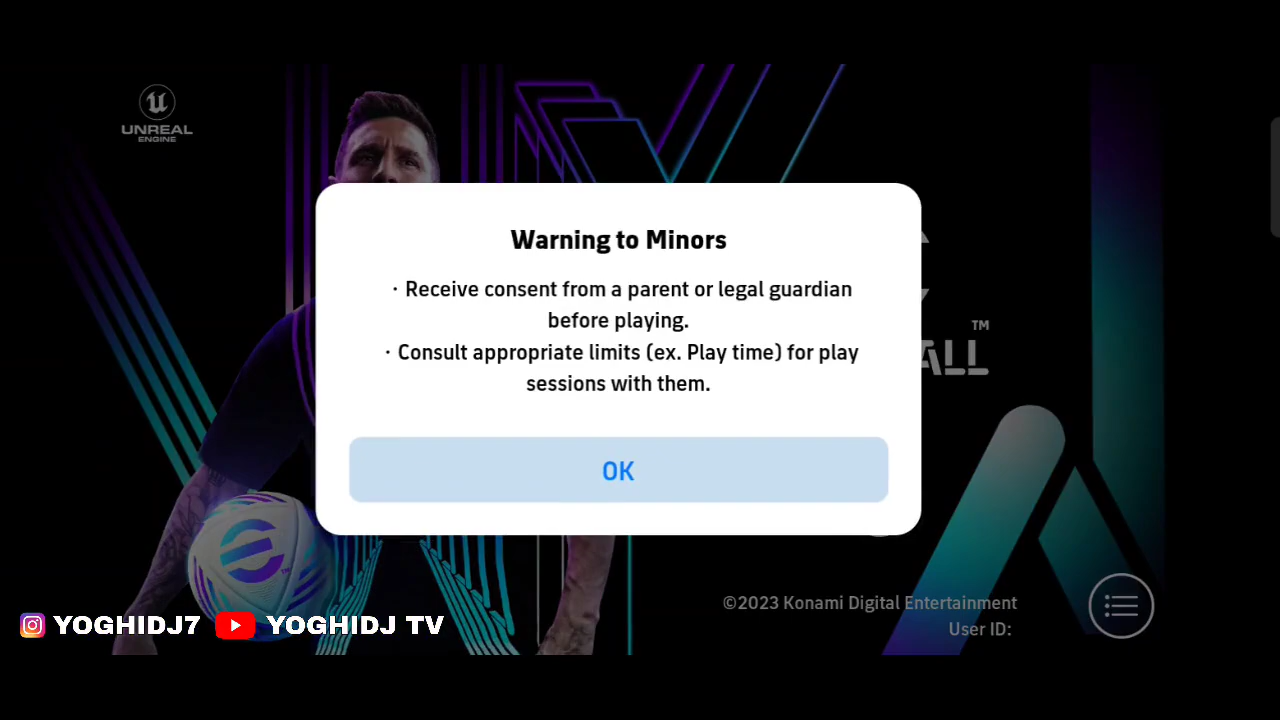 UNREAL
ENGINE
Warning to Minors
· Receive consent from a parent or legal guardian
before playing.
· Consult appropriate limits (ex. Play time) for play
sessions with them.
OK
TM
ALL
©2023 Konami Digital Entertainment
User ID:
YOGHIDJ7 YOGHIDJ TV